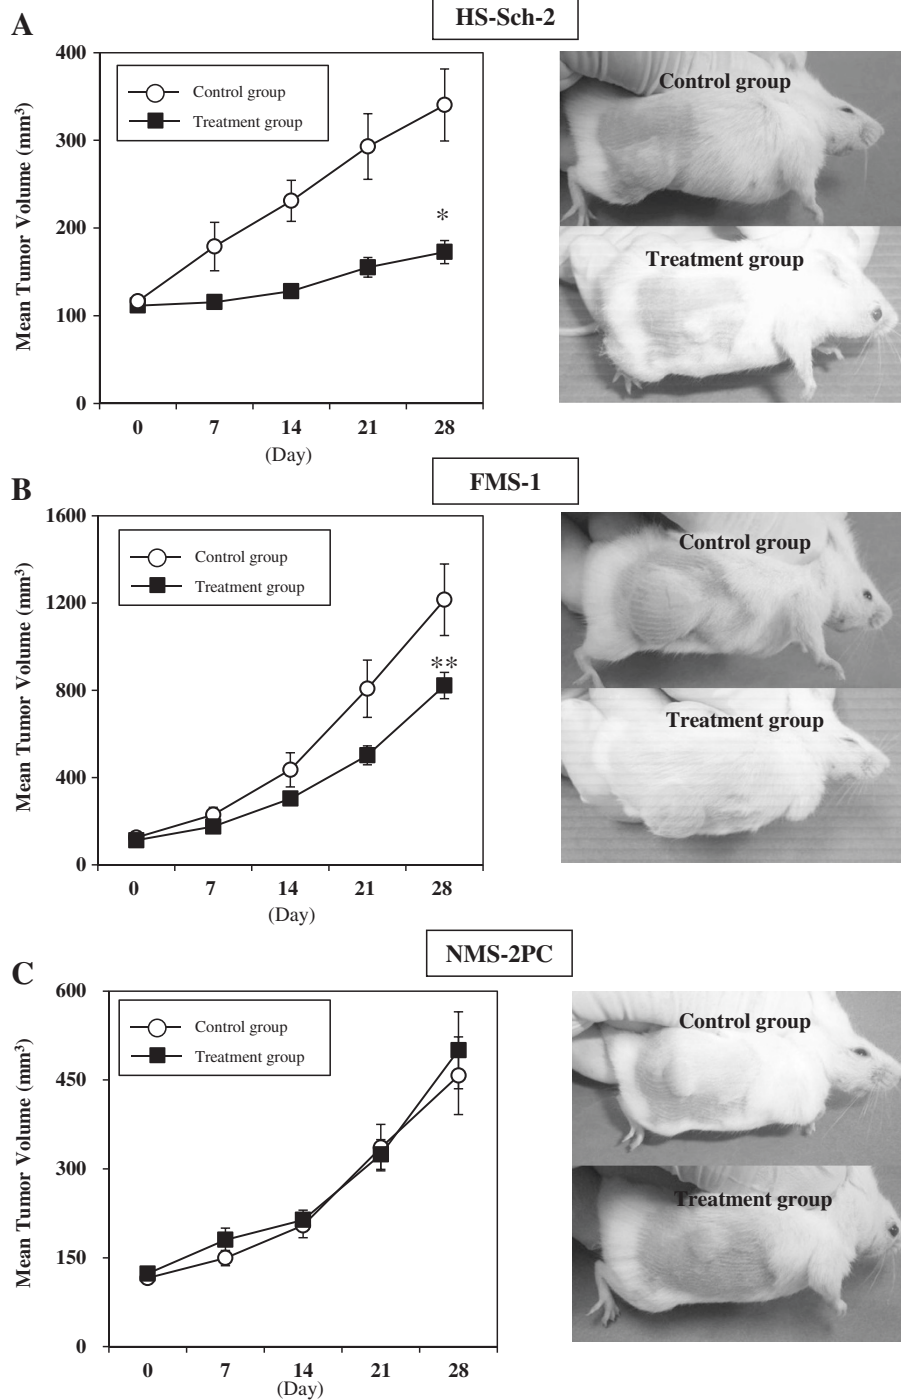 A
HS-Sch-2
Mean Tumor Volume (mm³)
400
300
200
100
0
Control group
Treatment group
*
0 7 14 21 28
(Day)
Control group
Treatment group
B
FMS-1
Mean Tumor Volume (mm³)
1600
1200
800
400
0
Control group
Treatment group
**
0 7 14 21 28
(Day)
Control group
Treatment group
C
NMS-2PC
Mean Tumor Volume (mm³)
600
450
300
150
0
Control group
Treatment group
0 7 14 21 28
(Day)
Control group
Treatment group